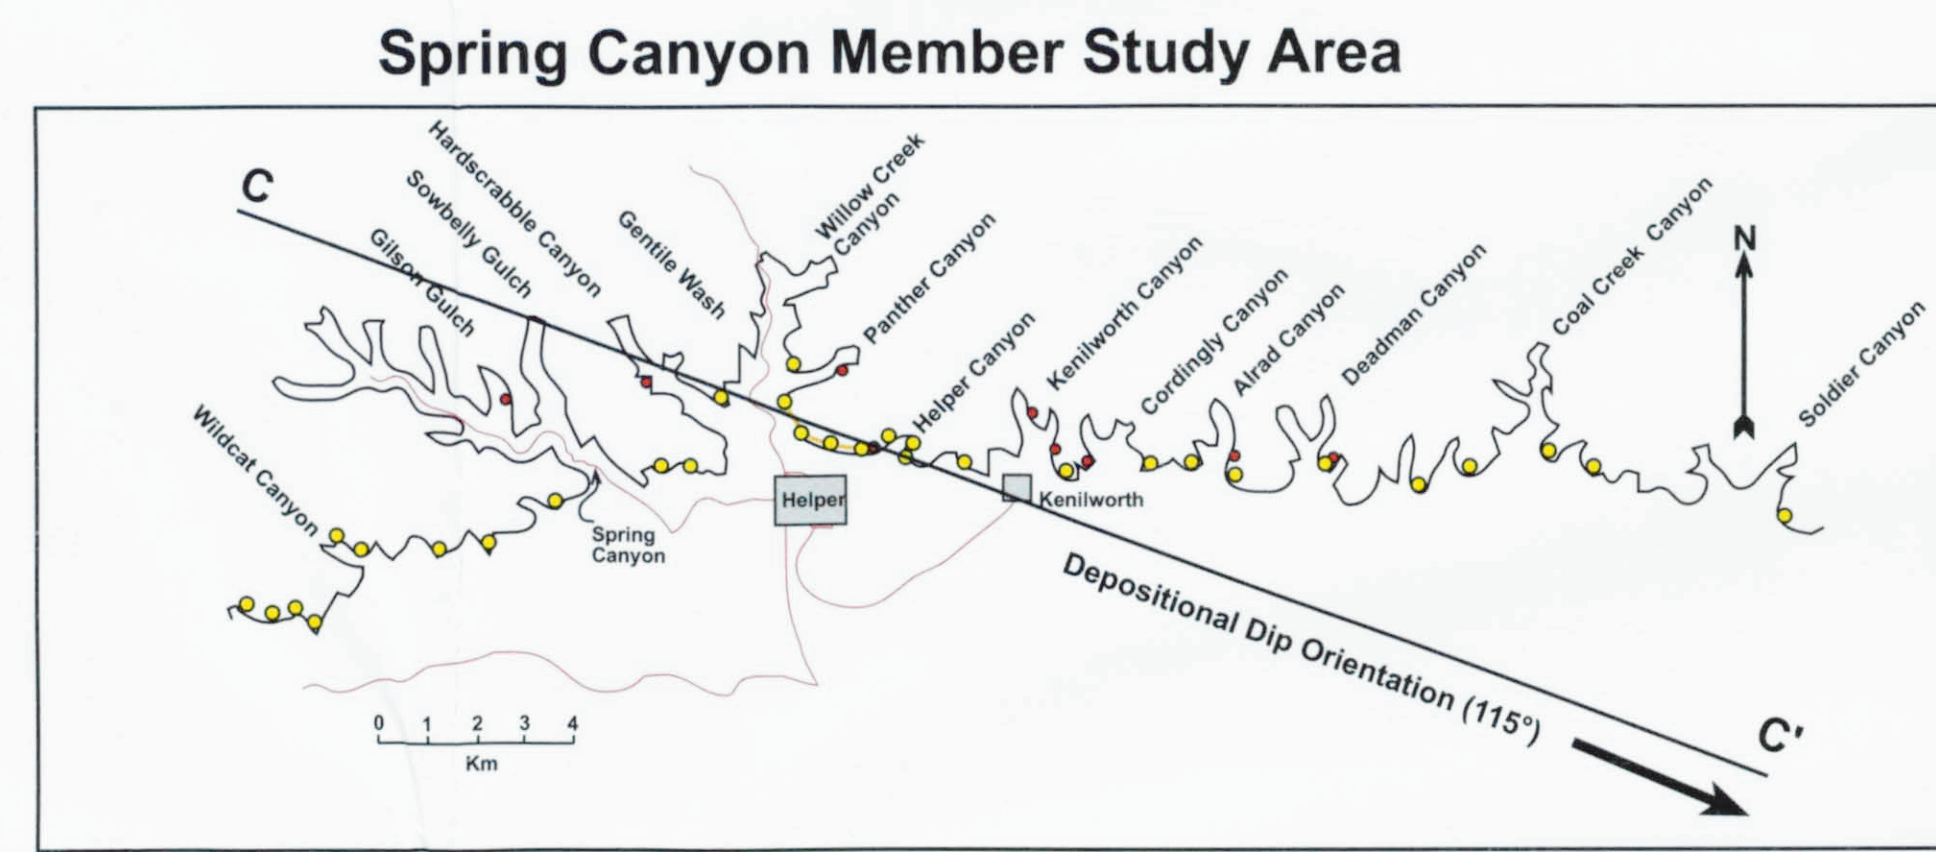 Spring Canyon Member Study Area
C
Hardscrabble Canyon
Sowbelly Gulch
Gilson Gulch
Gentile Wash
Willow Creek
Canyon
Panther Canyon
Helper Canyon
Kenilworth Canyon
Cordingly Canyon
Alrad Canyon
Deadman Canyon
Coal Creek Canyon
N
Soldier Canyon
Wildcat Canyon
Spring
Canyon
Helper
Kenilworth
Depositional Dip Orientation (115°)
C'
0 1 2 3 4
Km